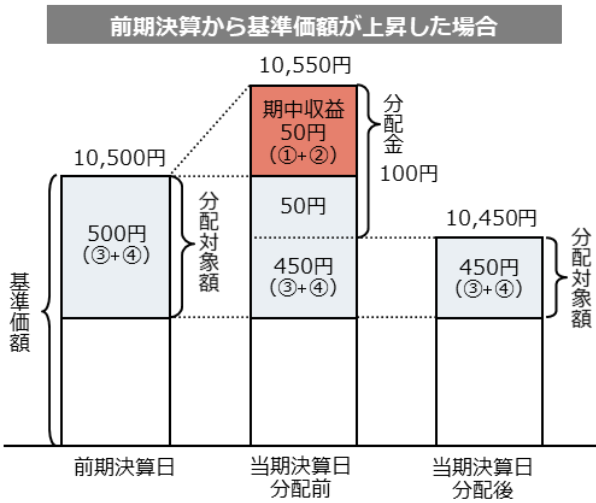 前期決算から基準価額が上昇した場合
10,550円
期中収益
50円
(①+②)
分配金
100円
10,500円
500円
(③+④)
分配対象額
50円
450円
(③+④)
10,450円
450円
(③+④)
分配対象額
基準価額
前期決算日
当期決算日
分配前
当期決算日
分配後